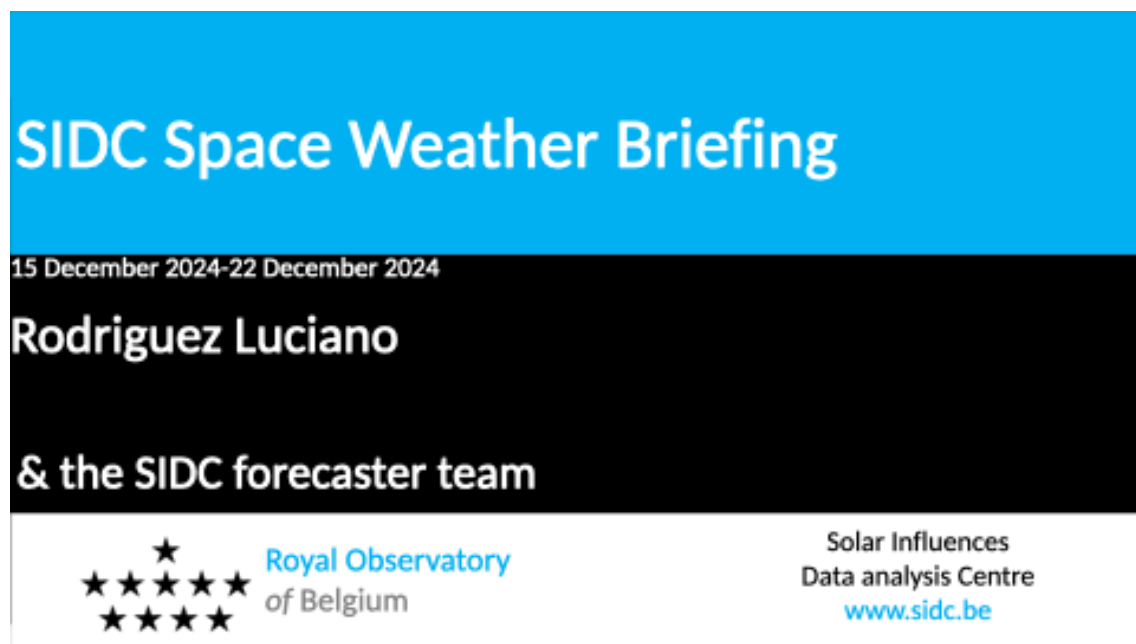 SIDC Space Weather Briefing
15 December 2024-22 December 2024
Rodriguez Luciano
& the SIDC forecaster team
Royal Observatory
of Belgium
Solar Influences
Data analysis Centre
www.sidc.be